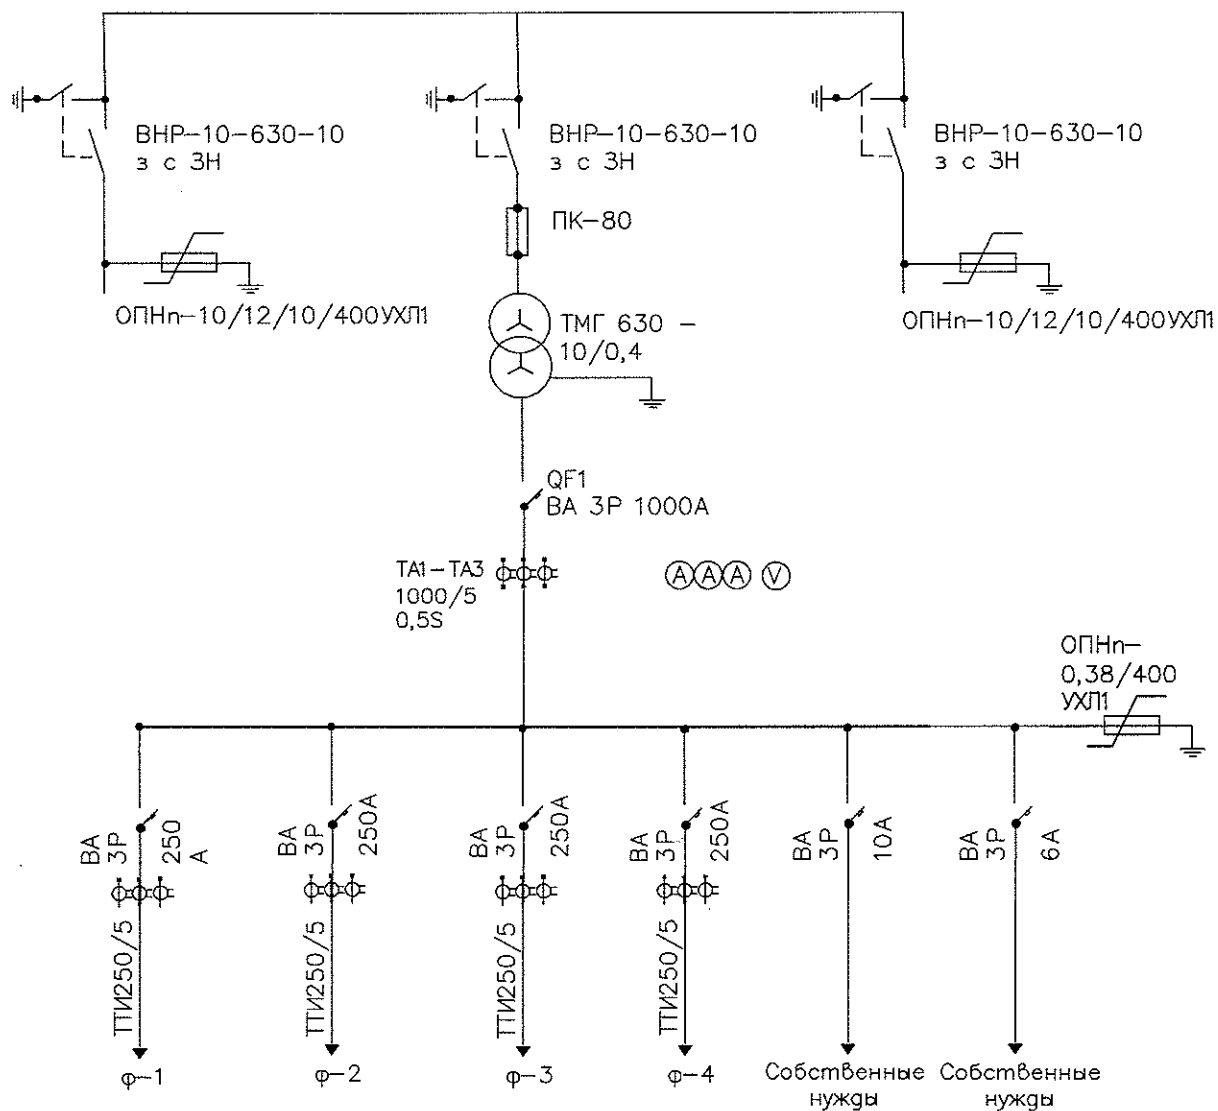 ВНР-10-630-10
з с ЗН
ВНР-10-630-10
з с ЗН
ВНР-10-630-10
з с ЗН
ПК-80
ОПНп-10/12/10/400УХЛ1
ТМГ 630 -
10/0,4
ОПНп-10/12/10/400УХЛ1
QF1
ВА 3Р 1000А
ТА1-ТА3
1000/5
0,5S
А
А
А
V
ОПНп-
0,38/400
УХЛ1
ВА
3Р
250
А
ВА
3Р
250А
ВА
3Р
250А
ВА
3Р
250А
ВА
3Р
10А
ВА
3Р
6А
ТТИ250/5
ТТИ250/5
ТТИ250/5
ТТИ250/5
ф-1
ф-2
ф-3
ф-4
Собственные
нужды
Собственные
нужды